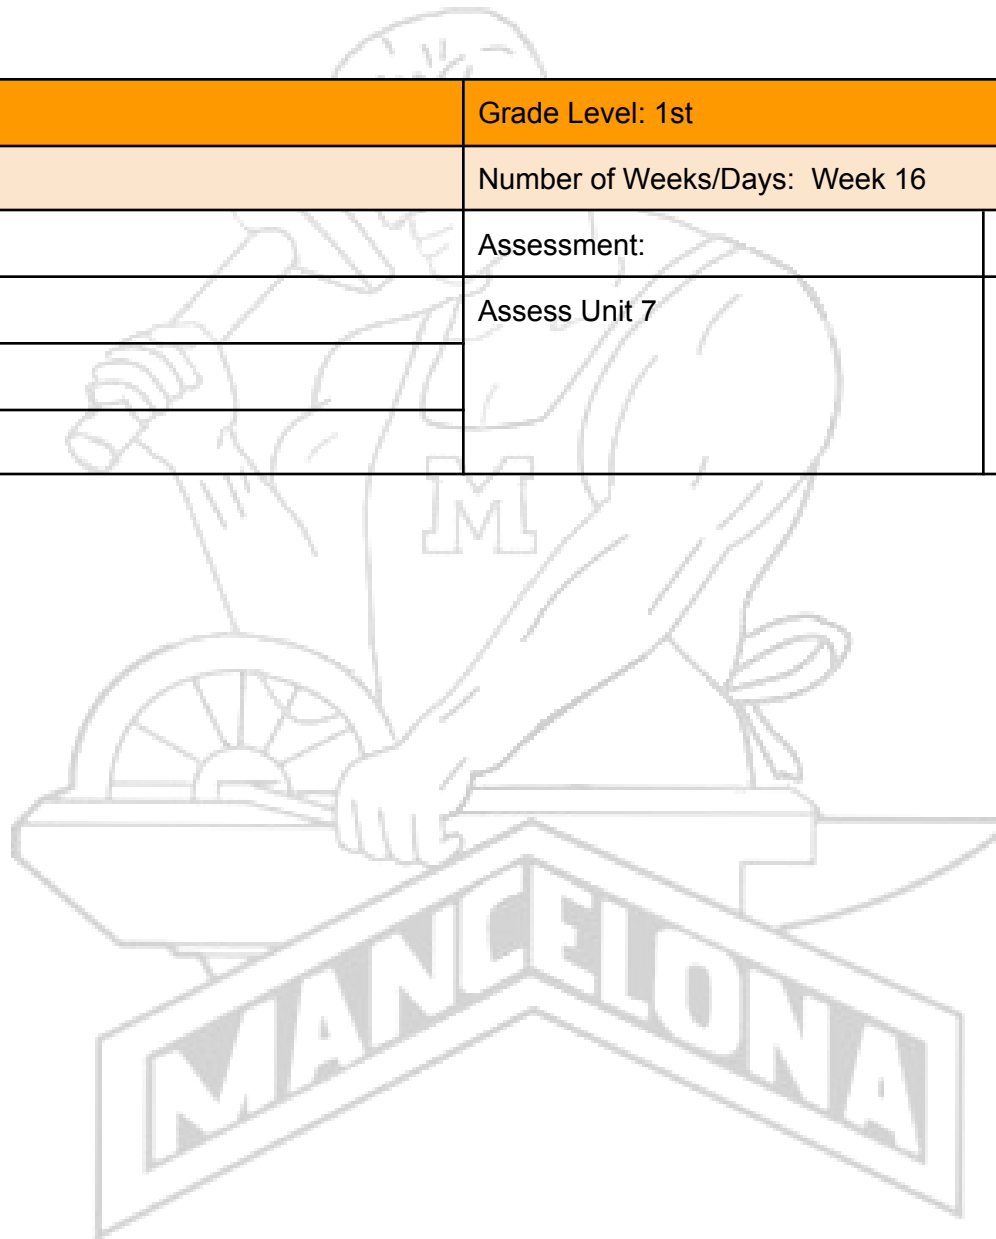 Grade Level: 1st
Number of Weeks/Days: Week 16
Assessment:
Assess Unit 7
M
MANCELONA